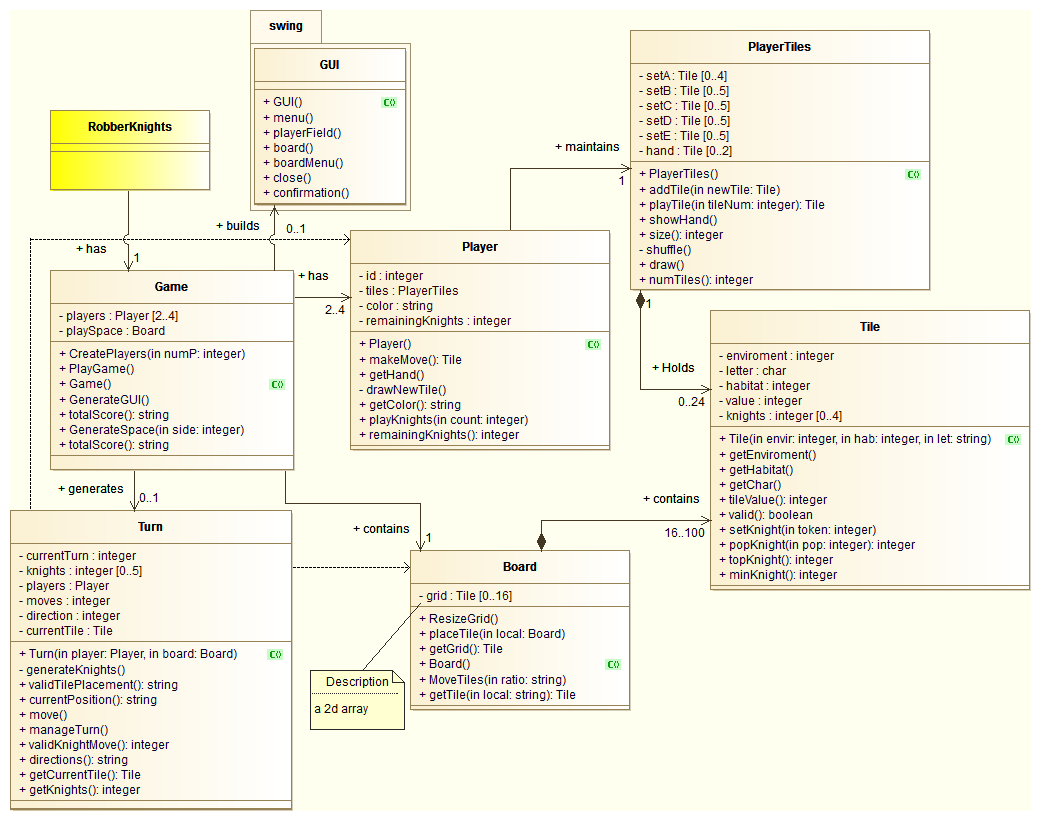 swing
GUI
+ GUI()
+ menu()
+ playerField()
+ board()
+ boardMenu()
+ close()
+ confirmation()
RobberKnights
PlayerTiles
- setA : Tile [0..4]
- setB : Tile [0..5]
- setC : Tile [0..5]
- setD : Tile [0..5]
- setE : Tile [0..5]
- hand : Tile [0..2]
+ PlayerTiles()
+ addTile(in newTile: Tile)
+ playTile(in tileNum: integer): Tile
+ showHand()
+ size(): integer
- shuffle()
+ draw()
+ numTiles(): integer
+ maintains
1
+ builds
0..1
+ has
1
Game
- players : Player [2..4]
- playSpace : Board
+ CreatePlayers(in numP: integer)
+ PlayGame()
+ Game()
+ GenerateGUI()
+ totalScore(): string
+ GenerateSpace(in side: integer)
+ totalScore(): string
+ has
2..4
Player
- id : integer
- tiles : PlayerTiles
- color : string
- remainingKnights : integer
+ Player()
+ makeMove(): Tile
+ getHand()
- drawNewTile()
+ getColor(): string
+ playKnights(in count: integer)
+ remainingKnights(): integer
1
+ Holds
0..24
Tile
- enviroment : integer
- letter : char
- habitat : integer
- value : integer
- knights : integer [0..4]
+ Tile(in envir: integer, in hab: integer, in let: string)
+ getEnviroment()
+ getHabitat()
+ getChar()
+ tileValue(): integer
+ valid(): boolean
+ setKnight(in token: integer)
+ popKnight(in pop: integer): integer
+ topKnight(): integer
+ minKnight(): integer
+ generates
0..1
+ contains
1
+ contains
16..100
Turn
- currentTurn : integer
- knights : integer [0..5]
- players : Player
- moves : integer
- direction : integer
- currentTile : Tile
+ Turn(in player: Player, in board: Board)
- generateKnights()
+ validTilePlacement(): string
+ currentPosition(): string
+ move()
+ manageTurn()
+ validKnightMove(): integer
+ directions(): string
+ getCurrentTile(): Tile
+ getKnights(): integer
Board
- grid : Tile [0..16]
+ ResizeGrid()
+ placeTile(in local: Board)
+ getGrid(): Tile
+ Board()
+ MoveTiles(in ratio: string)
+ getTile(in local: string): Tile
Description
a 2d array